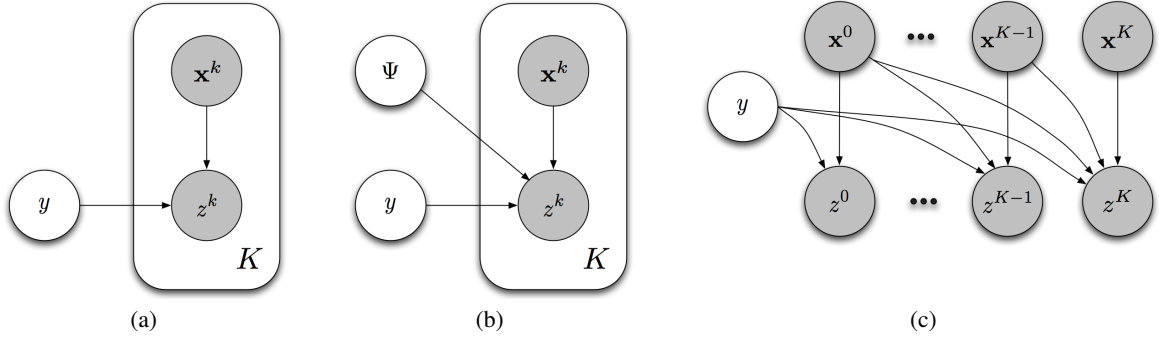 x^k
y
z^k
K
(a)
Ψ
x^k
y
z^k
K
(b)
x^0 ••• x^{K−1} x^K
y
z^0 ••• z^{K−1} z^K
(c)